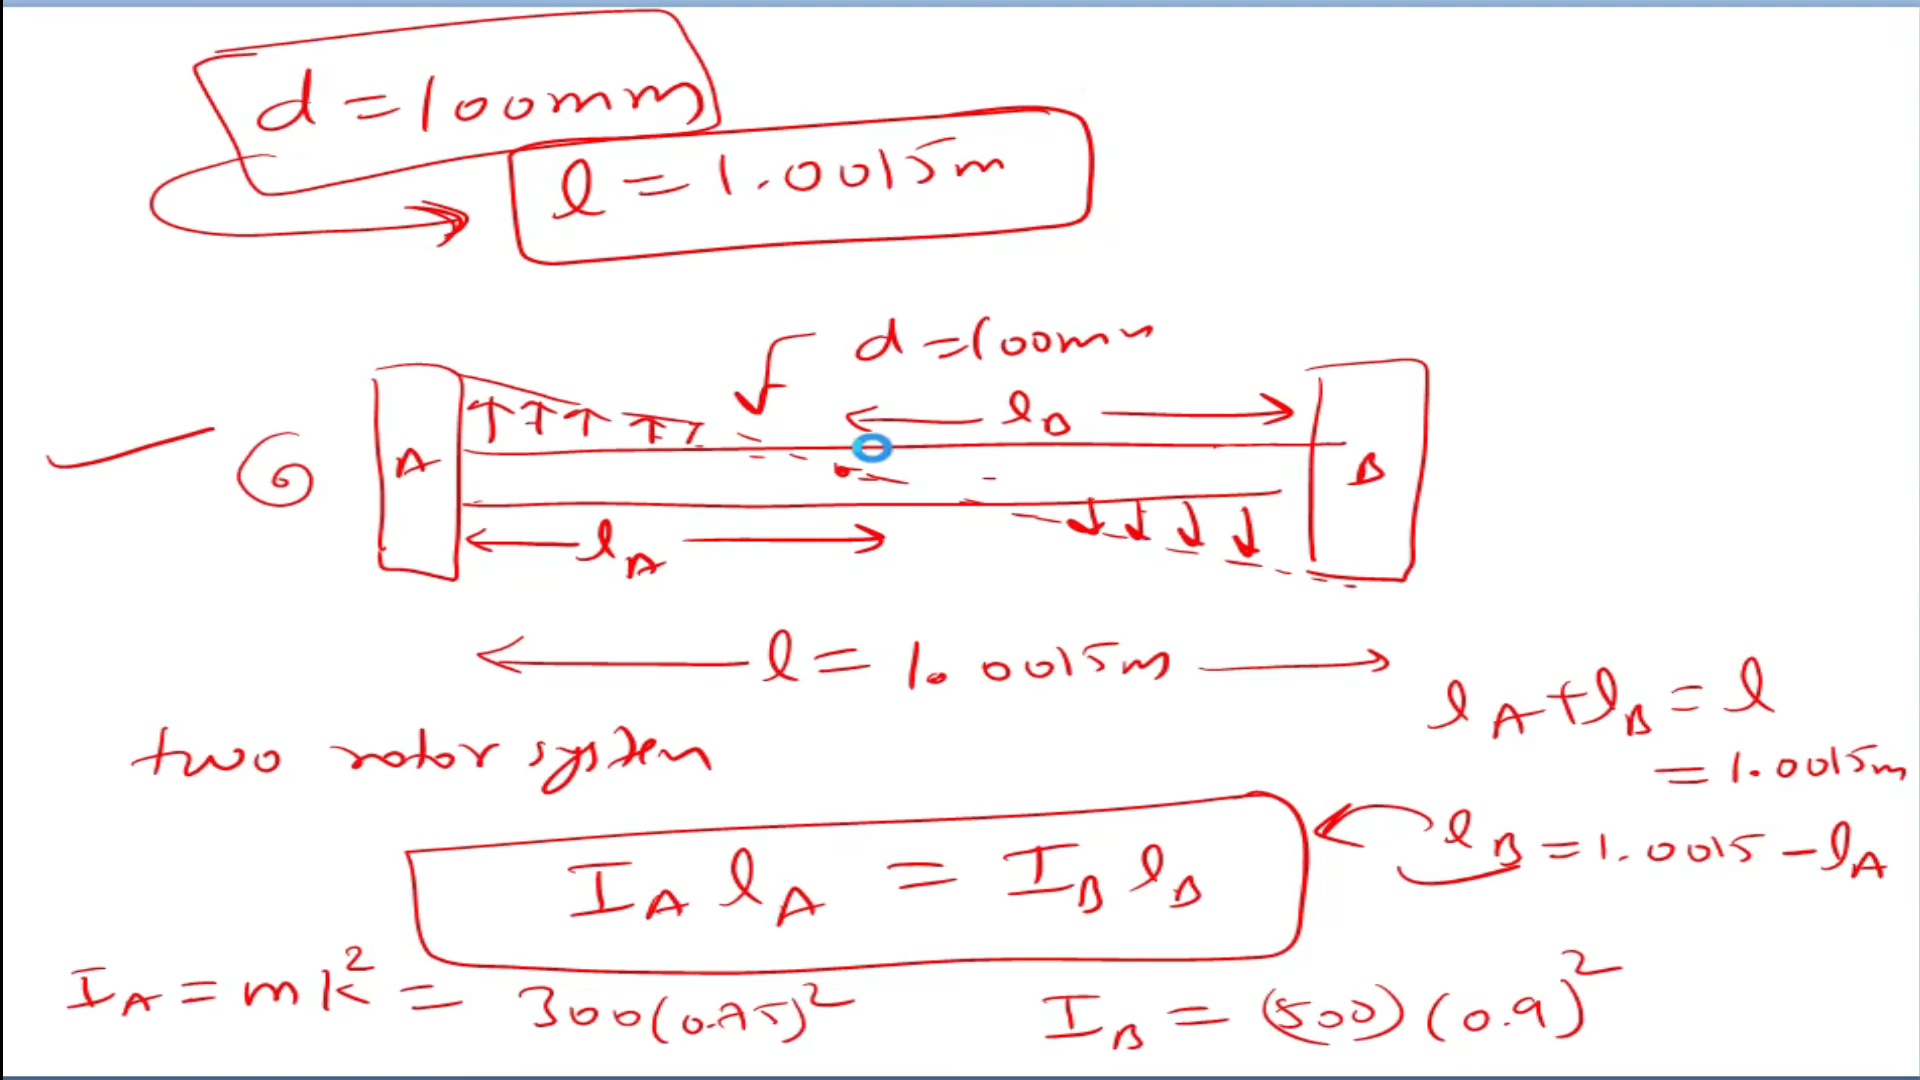 d = 100mm
l = 1.0015m
d = 100mm
l_B
G A B
l_A
l = 1.0015m
l_A + l_B = l
= 1.0015m
two rotor system
l_B = 1.0015 - l_A
I_A l_A = I_B l_B
I_A = mk² = 300(0.75)²
I_B = (500)(0.9)²